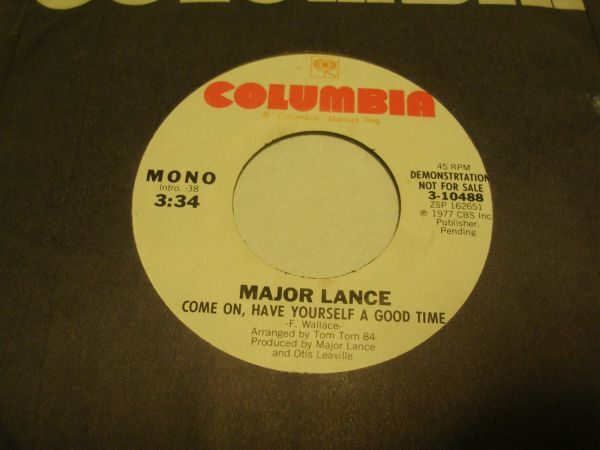 COLUMBIA
COLUMBIA
® "Columbia," Marcas Reg.
MONO
Intro. :38
3:34
45 RPM
DEMONSTRATION
NOT FOR SALE
3-10488
ZSP 162651
℗ 1977 CBS Inc.
Publisher:
Pending
MAJOR LANCE
COME ON, HAVE YOURSELF A GOOD TIME
-F. Wallace-
Arranged by Tom Tom 84
Produced by Major Lance
and Otis Leaville